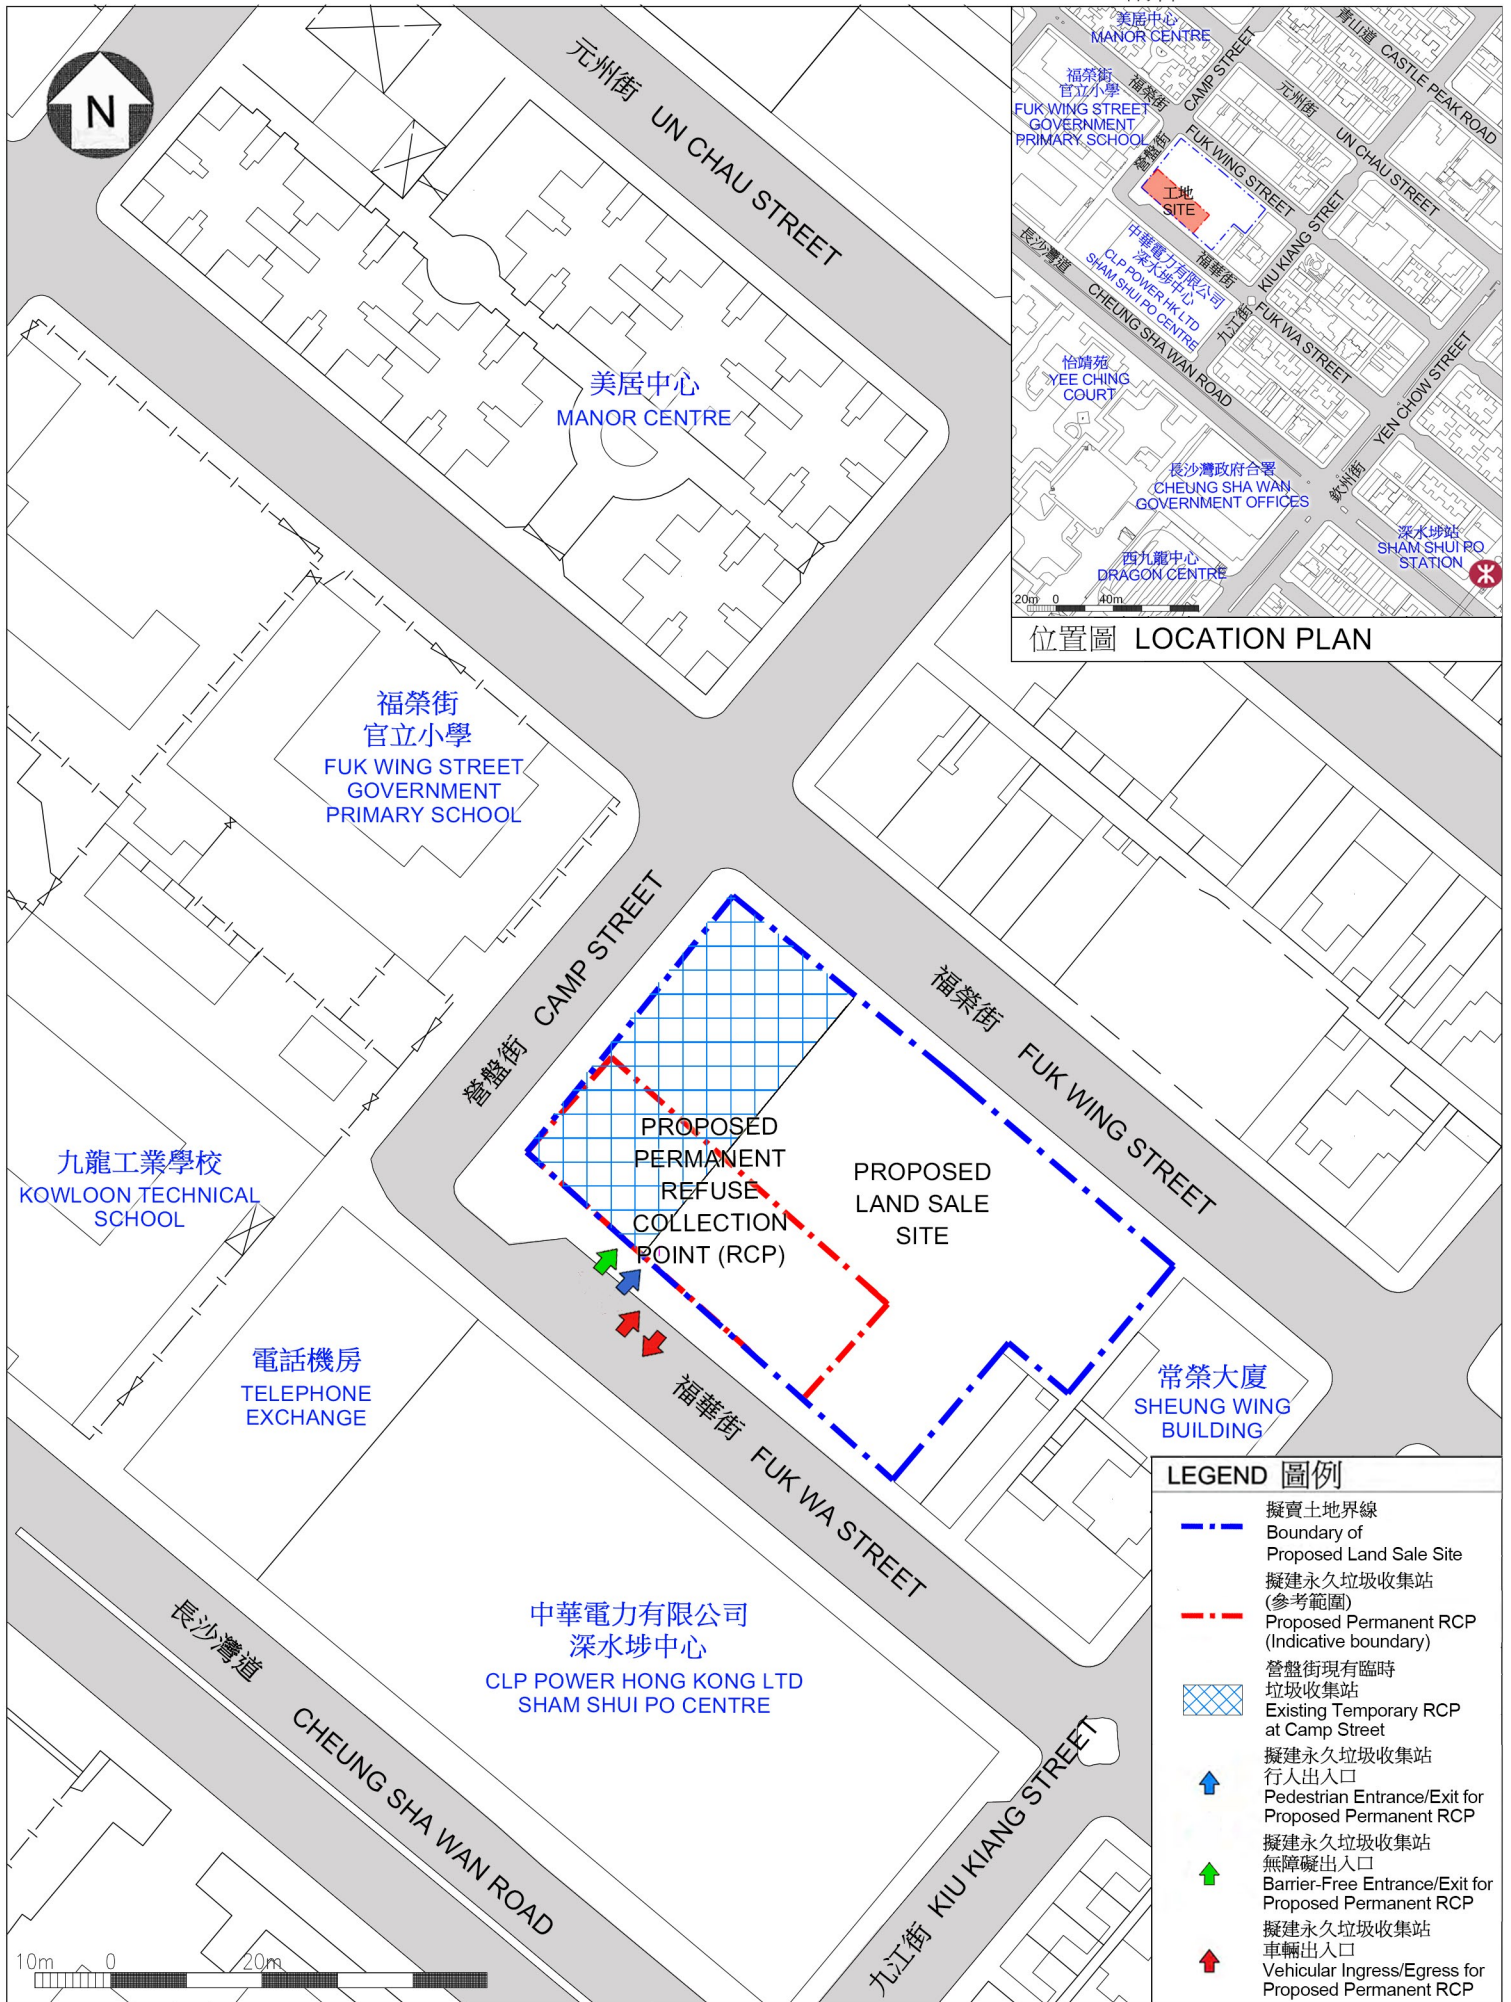 N
元州街 UN CHAU STREET
美居中心
MANOR CENTRE
福榮街
官立小學
FUK WING STREET
GOVERNMENT
PRIMARY SCHOOL
營盤街 CAMP STREET
福榮街 FUK WING STREET
九龍工業學校
KOWLOON TECHNICAL
SCHOOL
PROPOSED
PERMANENT
REFUSE
COLLECTION
POINT (RCP)
PROPOSED
LAND SALE
SITE
電話機房
TELEPHONE
EXCHANGE
福華街 FUK WA STREET
常榮大廈
SHEUNG WING
BUILDING
中華電力有限公司
深水埗中心
CLP POWER HONG KONG LTD
SHAM SHUI PO CENTRE
長沙灣道 CHEUNG SHA WAN ROAD
九江街 KIU KIANG STREET
10m 0 20m
美居中心
MANOR CENTRE
青山道 CASTLE PEAK ROAD
福榮街
官立小學
FUK WING STREET
GOVERNMENT
PRIMARY SCHOOL
福榮街 FUK WING STREET
CAMP STREET
營盤街
元州街 UN CHAU STREET
工地
SITE
中華電力有限公司
深水埗中心
CLP POWER HK LTD
SHAM SHUI PO CENTRE
福華街 FUK WA STREET
九江街 KIU KIANG STRET
長沙灣道 CHEUNG SHA WAN ROAD
怡靖苑
YEE CHING
COURT
欽州街 YEN CHOW STREET
長沙灣政府合署
CHEUNG SHA WAN
GOVERNMENT OFFICES
深水埗站
SHAM SHUI PO
STATION
西九龍中心
DRAGON CENTRE
20m 0 40m
位置圖 LOCATION PLAN
LEGEND 圖例
擬賣土地界線
Boundary of
Proposed Land Sale Site
擬建永久垃圾收集站
(參考範圍)
Proposed Permanent RCP
(Indicative boundary)
營盤街現有臨時
垃圾收集站
Existing Temporary RCP
at Camp Street
擬建永久垃圾收集站
行人出入口
Pedestrian Entrance/Exit for
Proposed Permanent RCP
擬建永久垃圾收集站
無障礙出入口
Barrier-Free Entrance/Exit for
Proposed Permanent RCP
擬建永久垃圾收集站
車輛出入口
Vehicular Ingress/Egress for
Proposed Permanent RCP